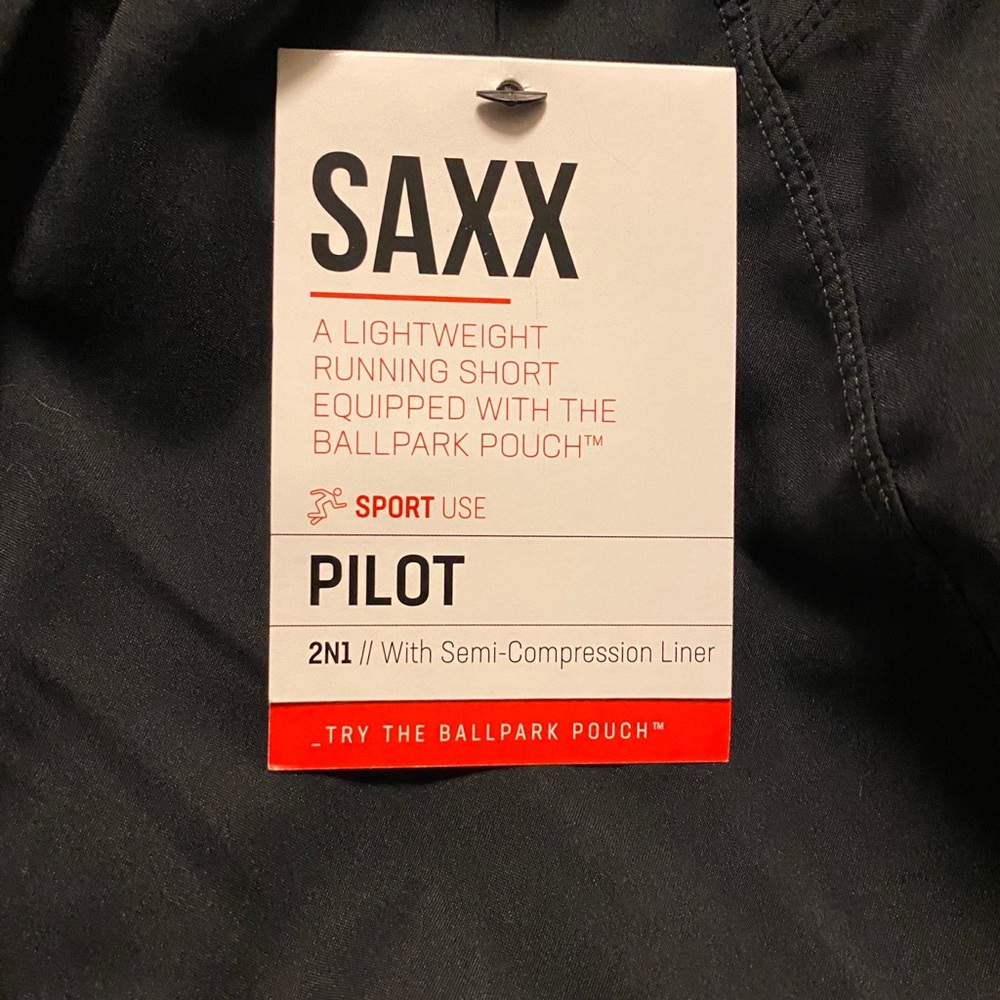 SAXX
A LIGHTWEIGHT
RUNNING SHORT
EQUIPPED WITH THE
BALLPARK POUCH™
SPORT USE
PILOT
2N1 // With Semi-Compression Liner
_TRY THE BALLPARK POUCH™